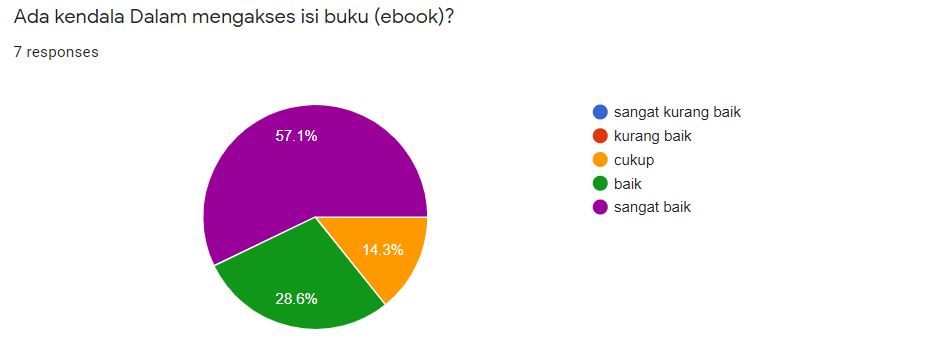 Ada kendala Dalam mengakses isi buku (ebook)?
7 responses
57.1%
14.3%
28.6%
sangat kurang baik
kurang baik
cukup
baik
sangat baik